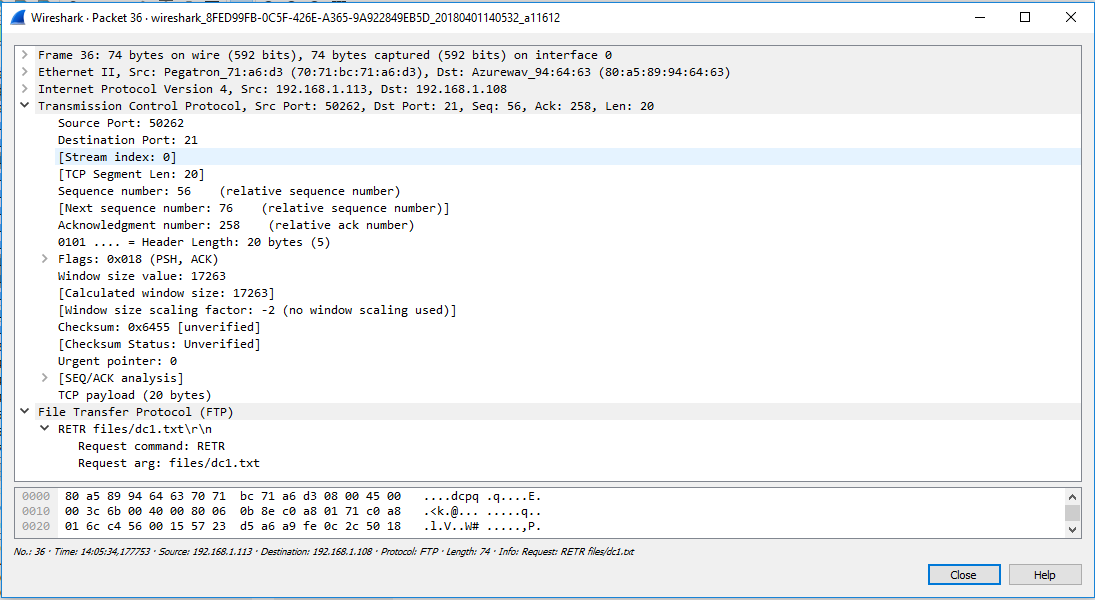 Wireshark · Packet 36 · wireshark_8FED99FB-0C5F-426E-A365-9A922849EB5D_20180401140532_a11612
Frame 36: 74 bytes on wire (592 bits), 74 bytes captured (592 bits) on interface 0
Ethernet II, Src: Pegatron_71:a6:d3 (70:71:bc:71:a6:d3), Dst: Azurewav_94:64:63 (80:a5:89:94:64:63)
Internet Protocol Version 4, Src: 192.168.1.113, Dst: 192.168.1.108
Transmission Control Protocol, Src Port: 50262, Dst Port: 21, Seq: 56, Ack: 258, Len: 20
Source Port: 50262
Destination Port: 21
[Stream index: 0]
[TCP Segment Len: 20]
Sequence number: 56    (relative sequence number)
[Next sequence number: 76    (relative sequence number)]
Acknowledgment number: 258    (relative ack number)
0101 .... = Header Length: 20 bytes (5)
Flags: 0x018 (PSH, ACK)
Window size value: 17263
[Calculated window size: 17263]
[Window size scaling factor: -2 (no window scaling used)]
Checksum: 0x6455 [unverified]
[Checksum Status: Unverified]
Urgent pointer: 0
[SEQ/ACK analysis]
TCP payload (20 bytes)
File Transfer Protocol (FTP)
RETR files/dc1.txt\r\n
Request command: RETR
Request arg: files/dc1.txt
0000  80 a5 89 94 64 63 70 71  bc 71 a6 d3 08 00 45 00   ....dcpq .q....E.
0010  00 3c 6b 00 40 00 80 06  0b 8e c0 a8 01 71 c0 a8   .<k.@... .....q..
0020  01 6c c4 56 00 15 57 23  d5 a6 a9 fe 0c 2c 50 18   .l.V..W# .....,P.
No.: 36 · Time: 14:05:34,177753 · Source: 192.168.1.113 · Destination: 192.168.1.108 · Protocol: FTP · Length: 74 · Info: Request: RETR files/dc1.txt
Close Help